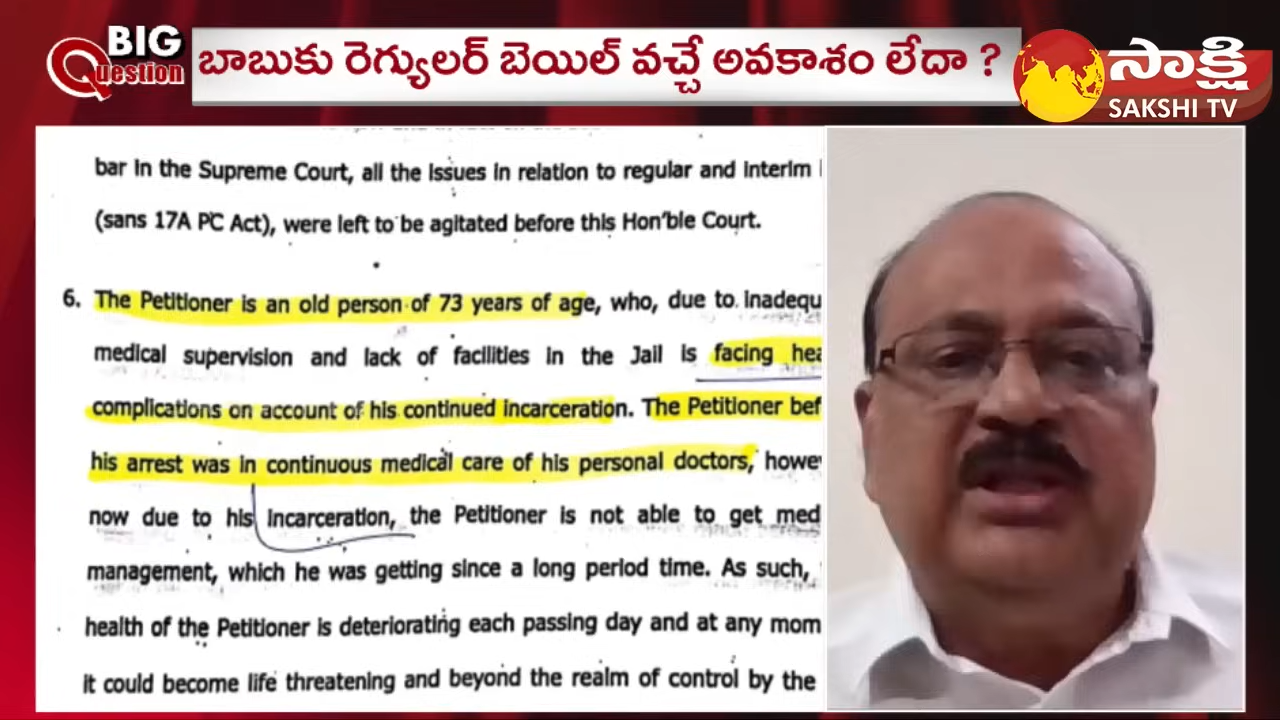 BIG
Question
బాబుకు రెగ్యులర్ బెయిల్ వచ్చే అవకాశం లేదా ?
సాక్షి
SAKSHI TV
bar in the Supreme Court, all the issues in relation to regular and interim
(sans 17A PC Act), were left to be agitated before this Hon'ble Court.
6. The Petitioner is an old person of 73 years of age, who, due to inadequ
medical supervision and lack of facilities in the Jail is facing hea
complications on account of his continued incarceration. The Petitioner bef
his arrest was in continuous medical care of his personal doctors, howe
now due to his incarceration, the Petitioner is not able to get med
management, which he was getting since a long period time. As such,
health of the Petitioner is deteriorating each passing day and at any mom
it could become life threatening and beyond the realm of control by the